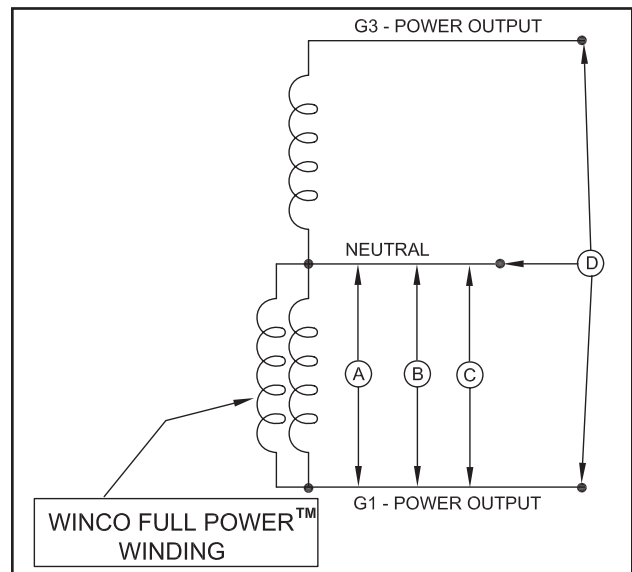 G3 - POWER OUTPUT
NEUTRAL
D
A
B
C
G1 - POWER OUTPUT
WINCO FULL POWER™
WINDING